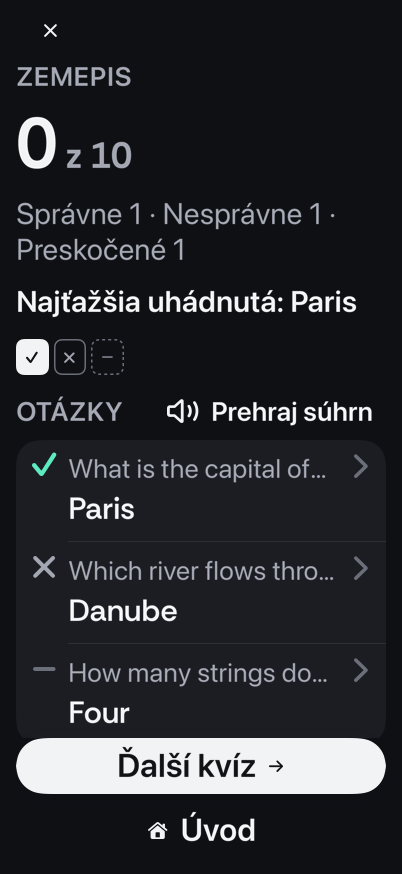 ZEMEPIS
0 z 10
Správne 1 · Nesprávne 1 ·
Preskočené 1
Najťažšia uhádnutá: Paris
OTÁZKY Prehraj súhrn
What is the capital of…
Paris
Which river flows thro…
Danube
How many strings do…
Four
Ďalší kvíz →
Úvod